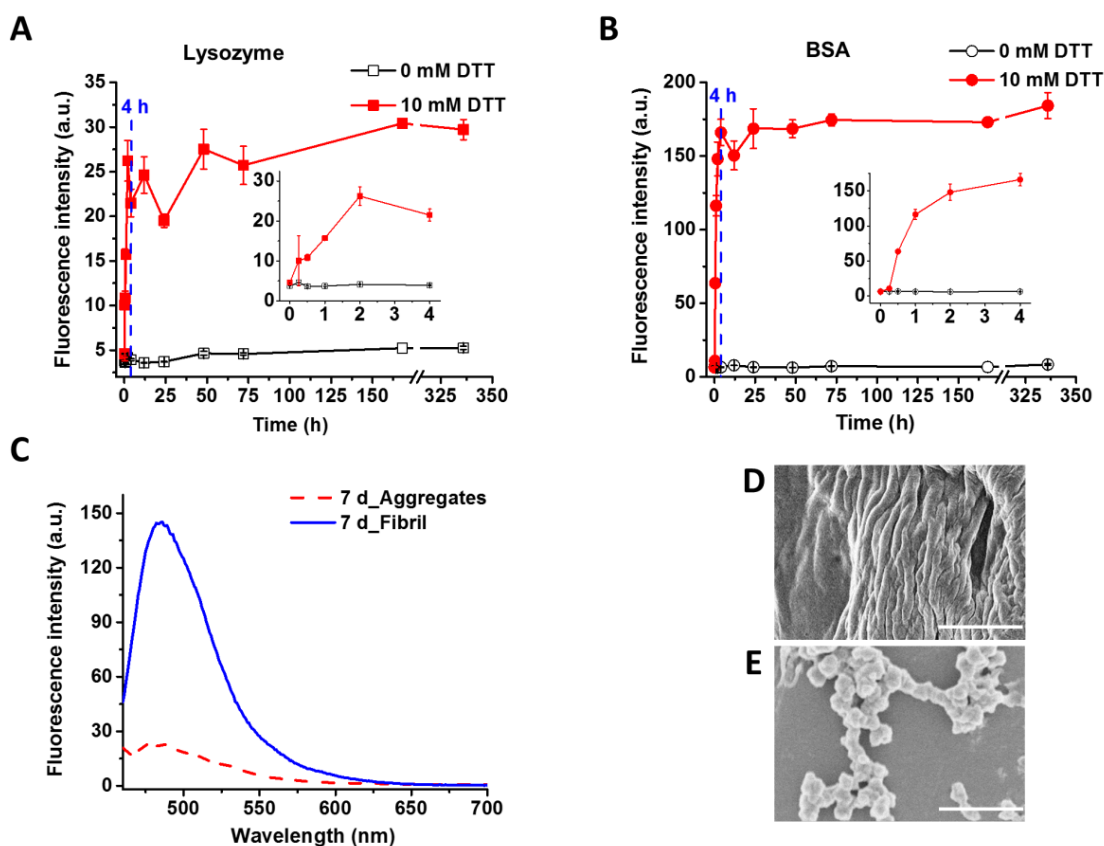 A
Lysozyme
0 mM DTT
10 mM DTT
4 h
Fluorescence intensity (a.u.)
35
30
25
20
15
10
5
0 25 50 75 100 125 150 325 350
Time (h)
30
20
10
0
0 1 2 3 4
B
BSA
0 mM DTT
10 mM DTT
4 h
Fluorescence intensity (a.u.)
200
175
150
125
100
75
50
25
0
0 25 50 75 100 125 150 325 350
Time (h)
150
100
50
0
0 1 2 3 4
C
7 d_Aggregates
7 d_Fibril
Fluorescence intensity (a.u.)
150
120
90
60
30
0
500 550 600 650 700
Wavelength (nm)
D
E